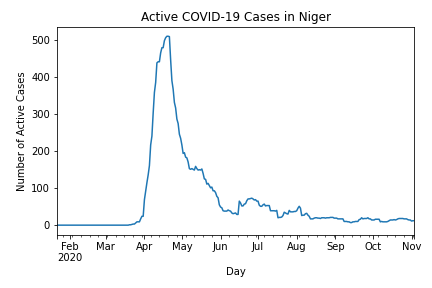 Active COVID-19 Cases in Niger
Number of Active Cases
500
400
300
200
100
0
Feb Mar Apr May Jun Jul Aug Sep Oct Nov
2020
Day